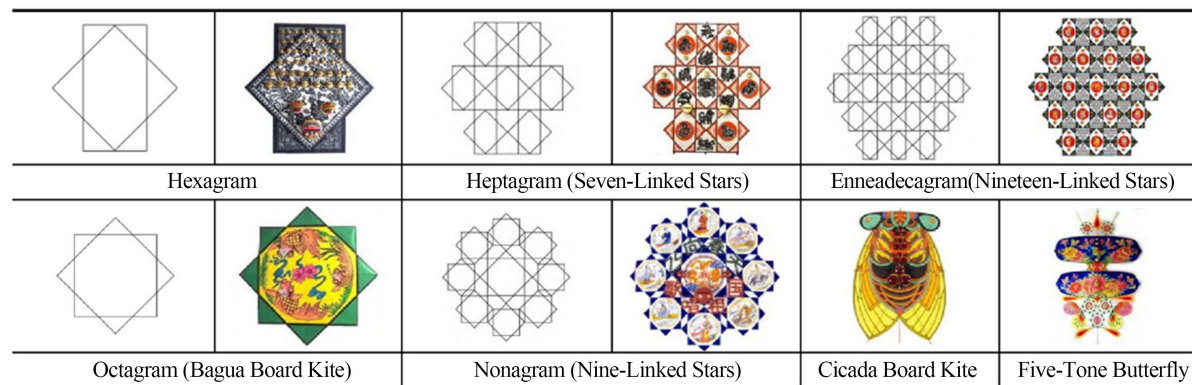 Hexagram
Heptagram (Seven-Linked Stars)
Enneadecagram(Nineteen-Linked Stars)
Octagram (Bagua Board Kite)
Nonagram (Nine-Linked Stars)
Cicada Board Kite
Five-Tone Butterfly